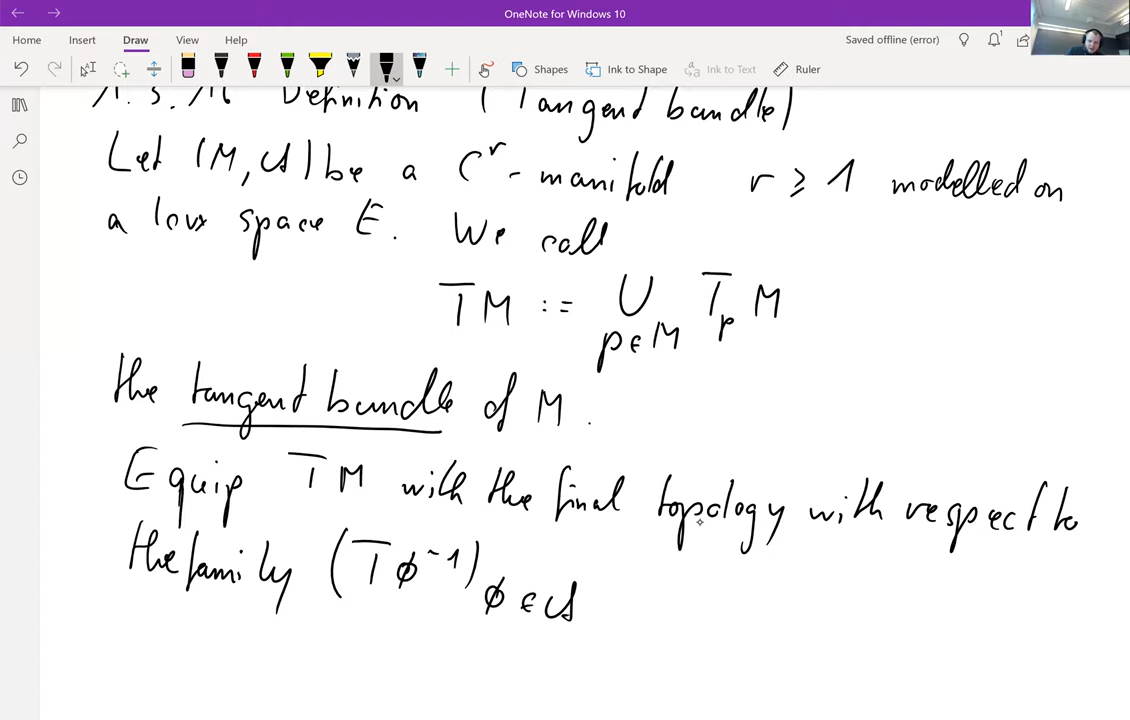 OneNote for Windows 10
Home Insert Draw View Help
Saved offline (error)
Shapes Ink to Shape Ink to Text Ruler
Definition (Tangent bundle)
Let (M, A) be a C^r - manifold r ≥ 1 modelled on
a lcvx space E. We call
TM := ∪ T_p M
p ∈ M
the tangent bundle of M.
Equip TM with the final topology with respect to
the family (Tϕ^-1)_ϕ∈A